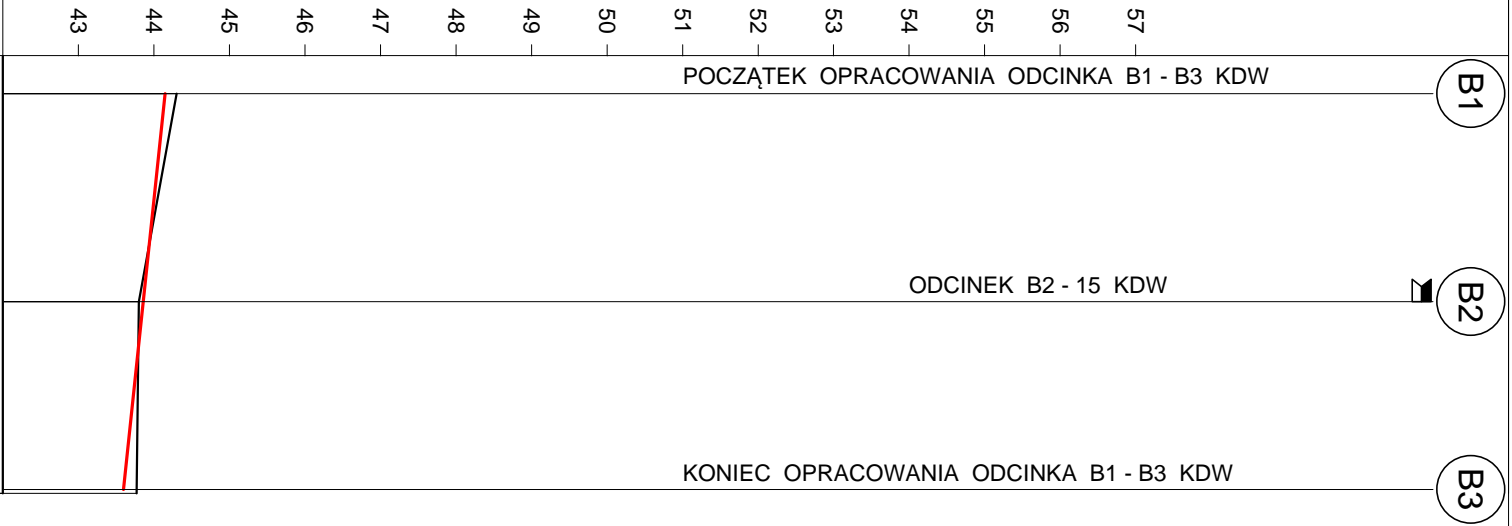 43
44
45
46
47
48
49
50
51
52
53
54
55
56
57
POCZĄTEK OPRACOWANIA ODCINKA B1 - B3 KDW
B1
ODCINEK B2 - 15 KDW
B2
KONIEC OPRACOWANIA ODCINKA B1 - B3 KDW
B3